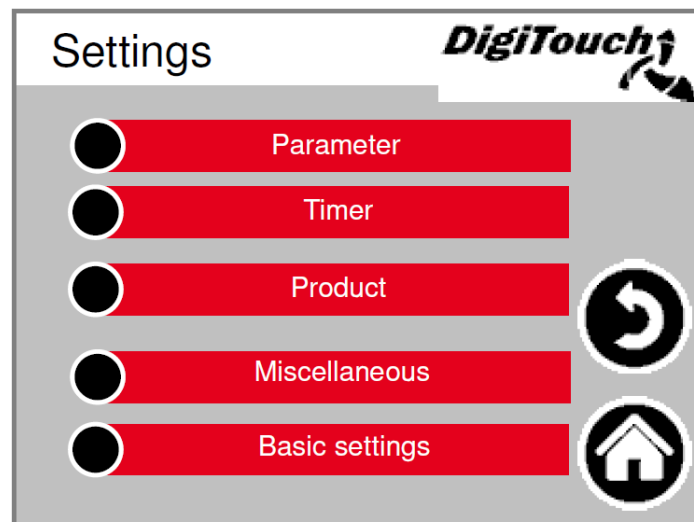 Settings
DigiTouch
Parameter
Timer
Product
Miscellaneous
Basic settings